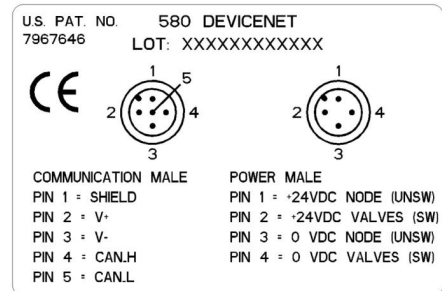 U.S. PAT. NO. 580 DEVICENET
7967646 LOT: XXXXXXXXXXXX
CE
1 5
2 4
3
1
2 4
3
COMMUNICATION MALE
PIN 1 = SHIELD
PIN 2 = V+
PIN 3 = V-
PIN 4 = CAN_H
PIN 5 = CAN_L
POWER MALE
PIN 1 = +24VDC NODE (UNSW)
PIN 2 = +24VDC VALVES (SW)
PIN 3 = 0 VDC NODE (UNSW)
PIN 4 = 0 VDC VALVES (SW)